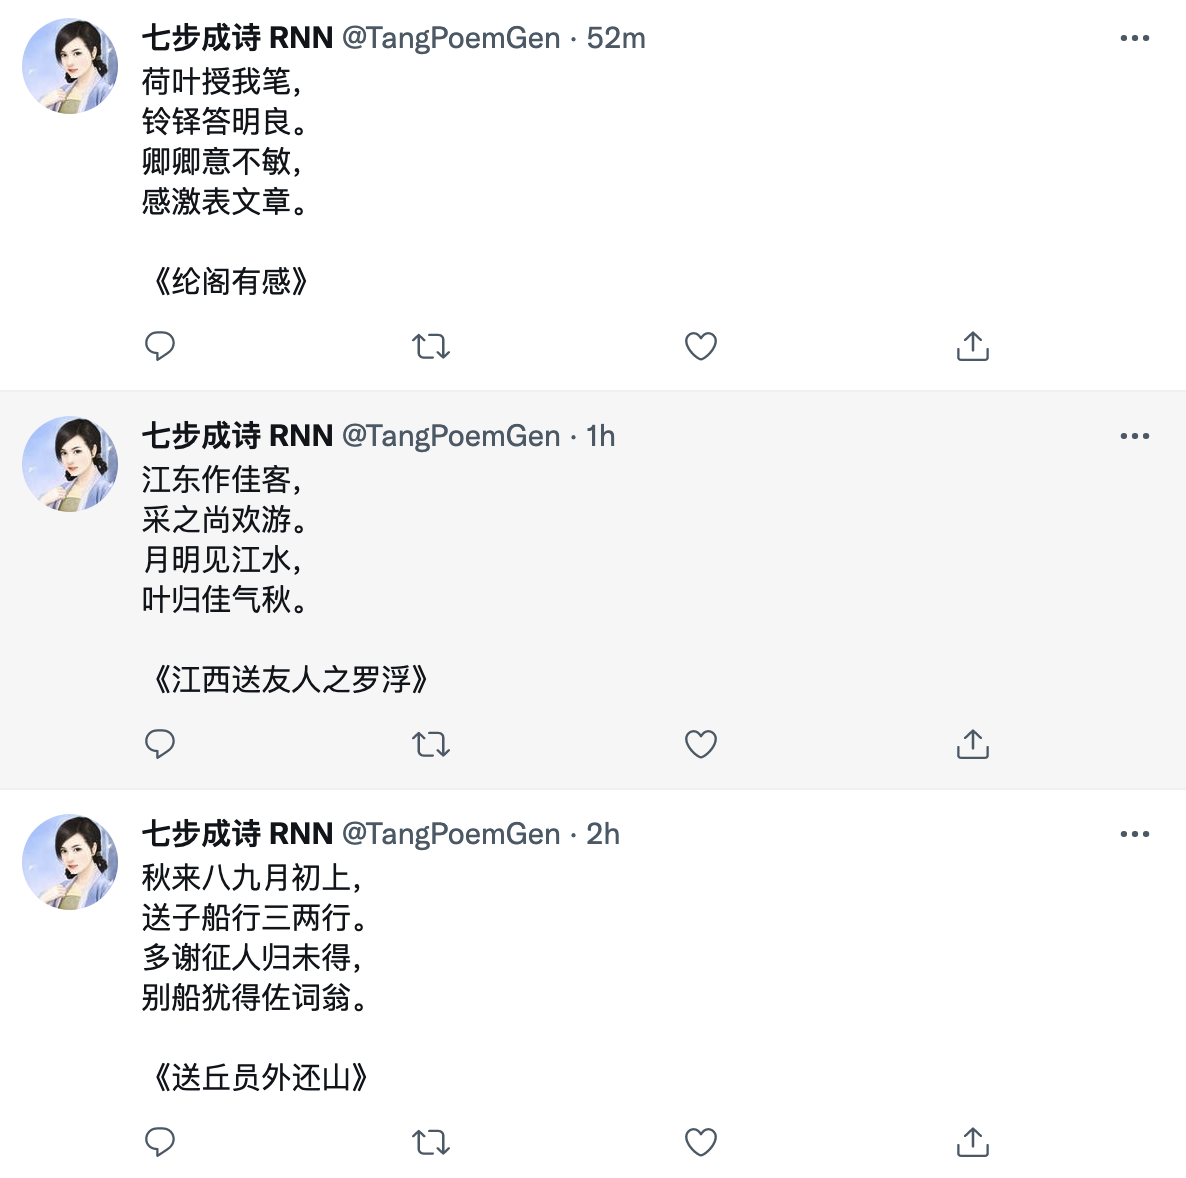 七步成诗 RNN @TangPoemGen · 52m
荷叶授我笔，
铃铎答明良。
卿卿意不敏，
感激表文章。
《纶阁有感》
七步成诗 RNN @TangPoemGen · 1h
江东作佳客，
采之尚欢游。
月明见江水，
叶归佳气秋。
《江西送友人之罗浮》
七步成诗 RNN @TangPoemGen · 2h
秋来八九月初上，
送子船行三两行。
多谢征人归未得，
别船犹得佐词翁。
《送丘员外还山》